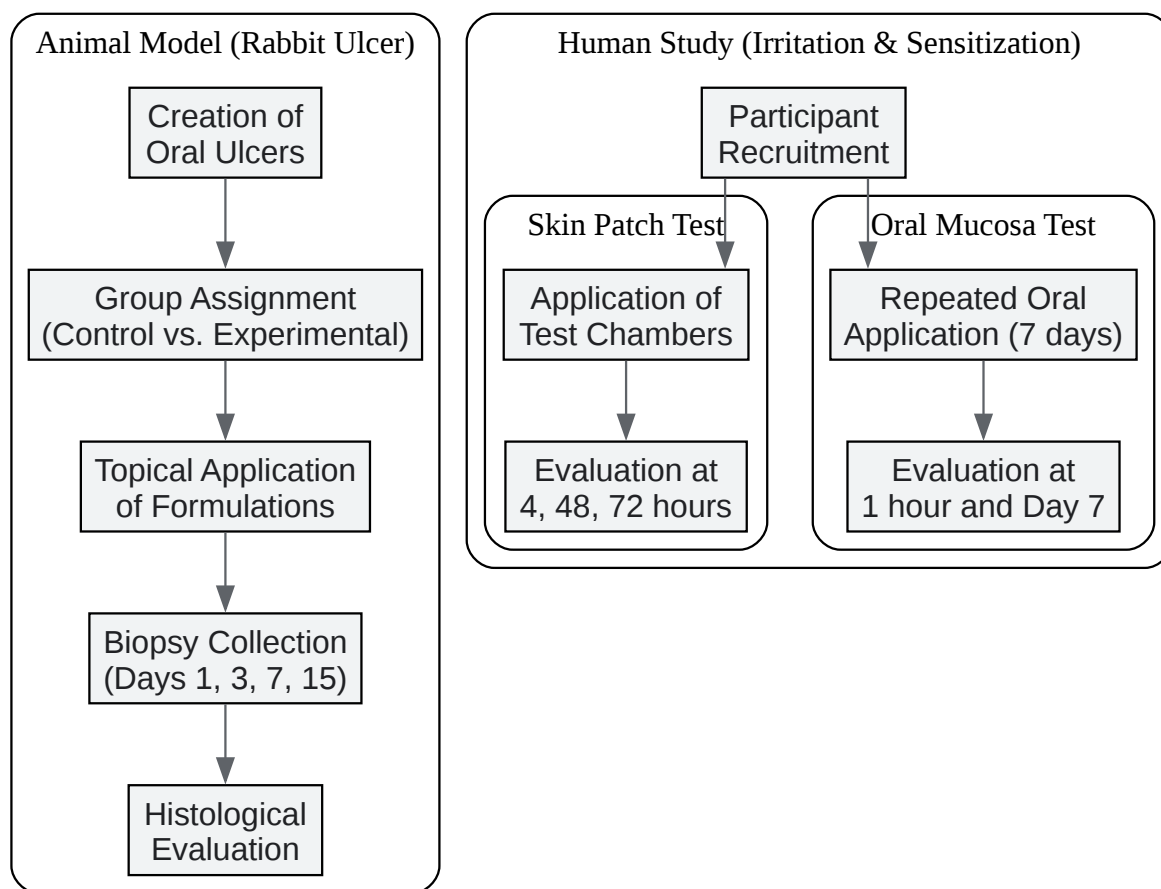 Animal Model (Rabbit Ulcer)
Creation of
Oral Ulcers
Group Assignment
(Control vs. Experimental)
Topical Application
of Formulations
Biopsy Collection
(Days 1, 3, 7, 15)
Histological
Evaluation
Human Study (Irritation & Sensitization)
Participant
Recruitment
Skin Patch Test
Application of
Test Chambers
Evaluation at
4, 48, 72 hours
Oral Mucosa Test
Repeated Oral
Application (7 days)
Evaluation at
1 hour and Day 7